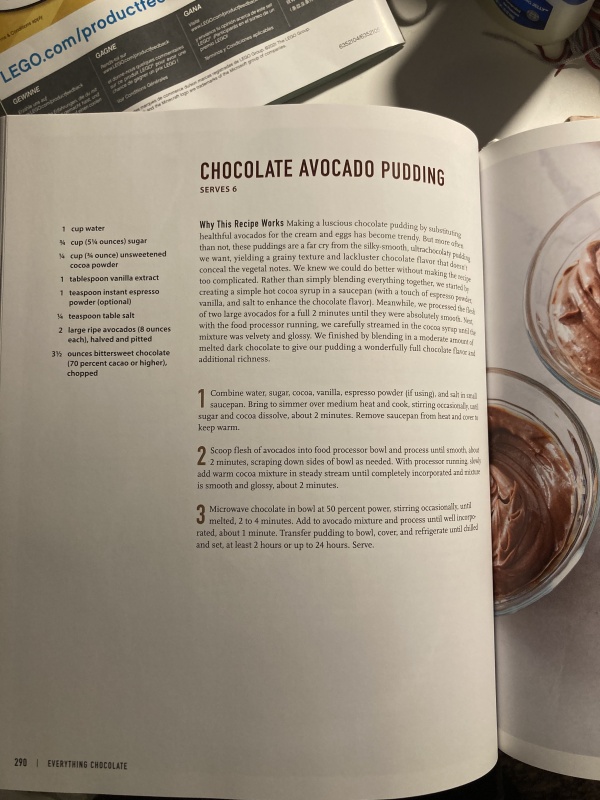 & Conditions apply
LEGO.com/productfeedback
GEWINNE
GAGNE
GANA
Terminos y Condiciones aplicables
6352504/6352505
CHOCOLATE AVOCADO PUDDING
SERVES 6
1 cup water
¾ cup (5¼ ounces) sugar
¼ cup (¾ ounce) unsweetened
cocoa powder
1 tablespoon vanilla extract
1 teaspoon instant espresso
powder (optional)
¼ teaspoon table salt
2 large ripe avocados (8 ounces
each), halved and pitted
3½ ounces bittersweet chocolate
(70 percent cacao or higher),
chopped
Why This Recipe Works Making a luscious chocolate pudding by substituting
healthful avocados for the cream and eggs has become trendy. But more often
than not, these puddings are a far cry from the silky-smooth, ultrachocolaty pudding
we want, yielding a grainy texture and lackluster chocolate flavor that doesn't
conceal the vegetal notes. We knew we could do better without making the recipe
too complicated. Rather than simply blending everything together, we started by
creating a simple hot cocoa syrup in a saucepan (with a touch of espresso powder,
vanilla, and salt to enhance the chocolate flavor). Meanwhile, we processed the flesh
of two large avocados for a full 2 minutes until they were absolutely smooth. Next,
with the food processor running, we carefully streamed in the cocoa syrup until the
mixture was velvety and glossy. We finished by blending in a moderate amount of
melted dark chocolate to give our pudding a wonderfully full chocolate flavor and
additional richness.
1 Combine water, sugar, cocoa, vanilla, espresso powder (if using), and salt in small
saucepan. Bring to simmer over medium heat and cook, stirring occasionally, until
sugar and cocoa dissolve, about 2 minutes. Remove saucepan from heat and cover to
keep warm.
2 Scoop flesh of avocados into food processor bowl and process until smooth, about
2 minutes, scraping down sides of bowl as needed. With processor running, slowly
add warm cocoa mixture in steady stream until completely incorporated and mixture
is smooth and glossy, about 2 minutes.
3 Microwave chocolate in bowl at 50 percent power, stirring occasionally, until
melted, 2 to 4 minutes. Add to avocado mixture and process until well incorpo-
rated, about 1 minute. Transfer pudding to bowl, cover, and refrigerate until chilled
and set, at least 2 hours or up to 24 hours. Serve.
290 | EVERYTHING CHOCOLATE